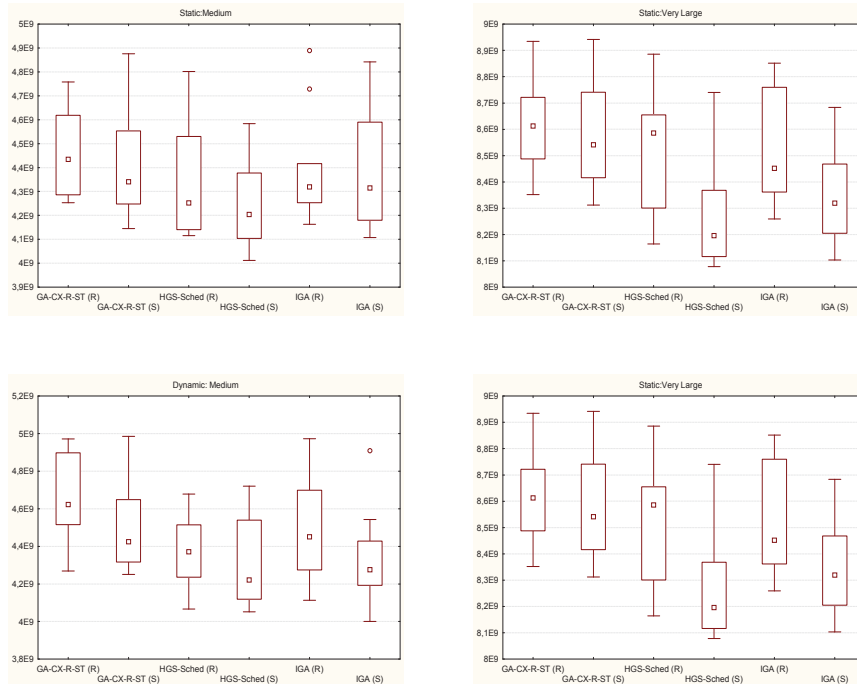 Static:Medium
5E9
4,9E9
4,8E9
4,7E9
4,6E9
4,5E9
4,4E9
4,3E9
4,2E9
4,1E9
4E9
3,9E9
GA-CX-R-ST (R)
GA-CX-R-ST (S)
HGS-Sched (R)
HGS-Sched (S)
IGA (R)
IGA (S)
Static:Very Large
9E9
8,9E9
8,8E9
8,7E9
8,6E9
8,5E9
8,4E9
8,3E9
8,2E9
8,1E9
8E9
GA-CX-R-ST (R)
GA-CX-R-ST (S)
HGS-Sched (R)
HGS-Sched (S)
IGA (R)
IGA (S)
Dynamic: Medium
5,2E9
5E9
4,8E9
4,6E9
4,4E9
4,2E9
4E9
3,8E9
GA-CX-R-ST (R)
GA-CX-R-ST (S)
HGS-Sched (R)
HGS-Sched (S)
IGA (R)
IGA (S)
Static:Very Large
9E9
8,9E9
8,8E9
8,7E9
8,6E9
8,5E9
8,4E9
8,3E9
8,2E9
8,1E9
8E9
GA-CX-R-ST (R)
GA-CX-R-ST (S)
HGS-Sched (R)
HGS-Sched (S)
IGA (R)
IGA (S)